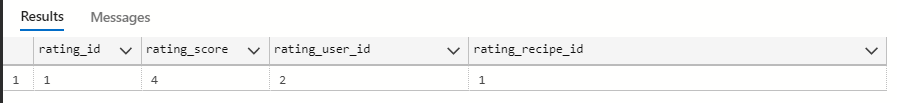 Results Messages
rating_id rating_score rating_user_id rating_recipe_id
1 1 4 2 1